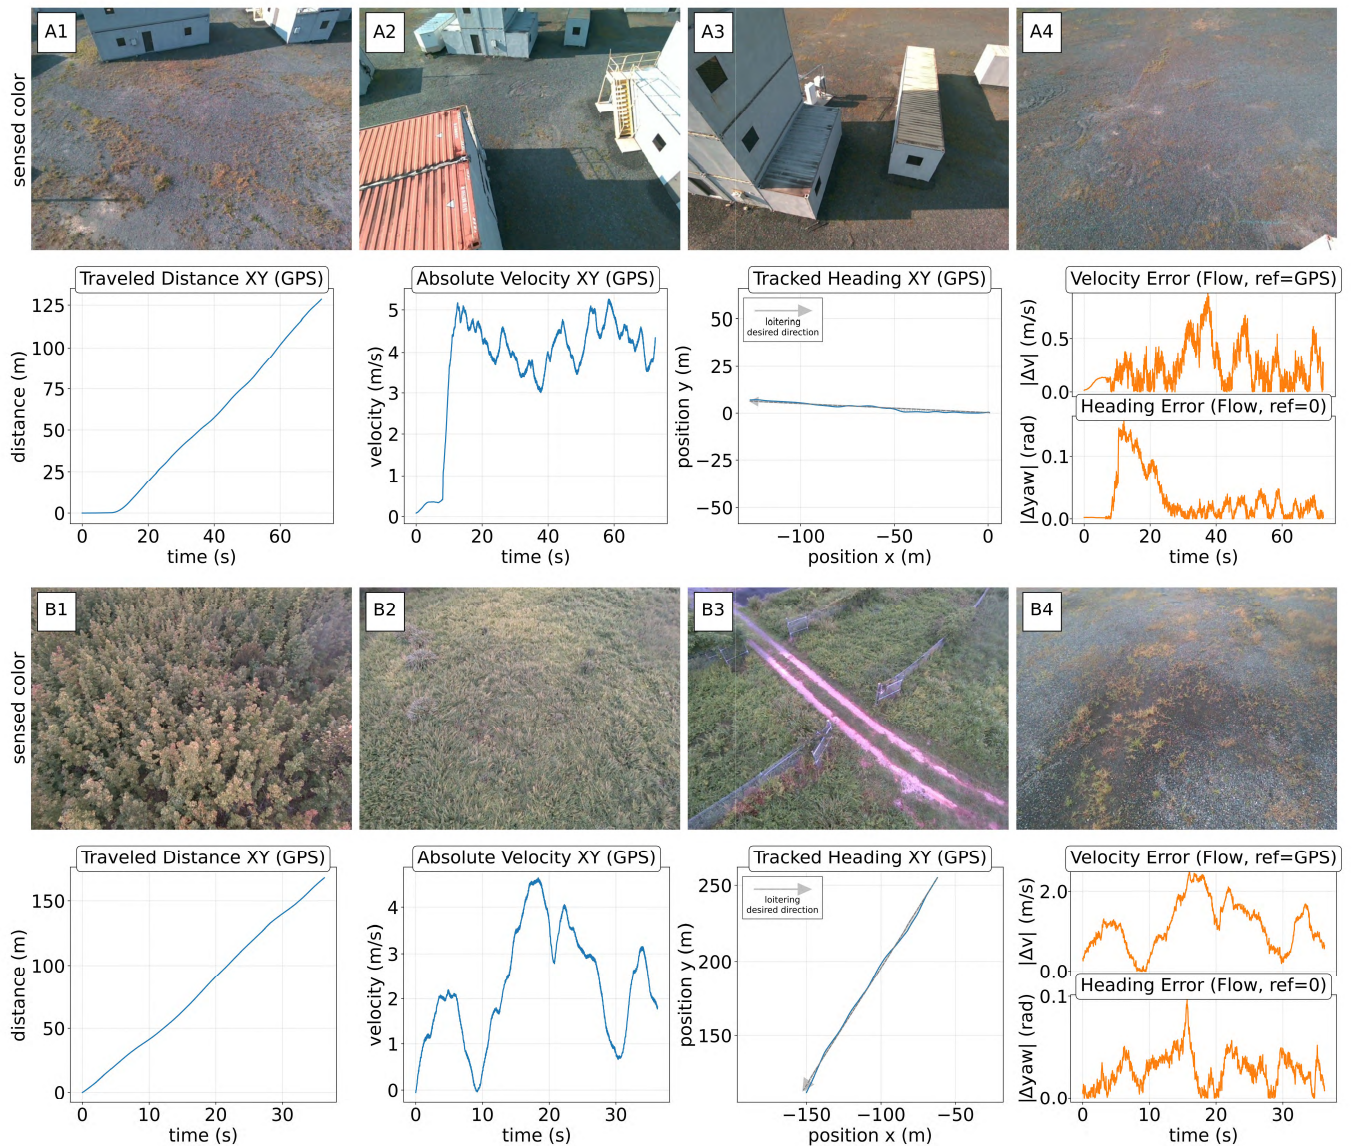 A1
A2
A3
A4
sensed color
Traveled Distance XY (GPS)
Absolute Velocity XY (GPS)
Tracked Heading XY (GPS)
Velocity Error (Flow, ref=GPS)
distance (m)
125
100
75
50
25
0
0
20
40
60
time (s)
velocity (m/s)
5
4
3
2
1
0
0
20
40
60
time (s)
position y (m)
50
25
0
−25
−50
loitering
desired direction
−100
−50
0
position x (m)
|Δv| (m/s)
0.5
0.0
Heading Error (Flow, ref=0)
|Δyaw| (rad)
0.1
0.0
0
20
40
60
time (s)
B1
B2
B3
B4
sensed color
Traveled Distance XY (GPS)
Absolute Velocity XY (GPS)
Tracked Heading XY (GPS)
Velocity Error (Flow, ref=GPS)
distance (m)
150
100
50
0
0
10
20
30
time (s)
velocity (m/s)
4
3
2
1
0
0
10
20
30
time (s)
position y (m)
250
200
150
loitering
desired direction
−150
−100
−50
position x (m)
|Δv| (m/s)
2.0
0.0
Heading Error (Flow, ref=0)
|Δyaw| (rad)
0.1
0.0
0
10
20
30
time (s)